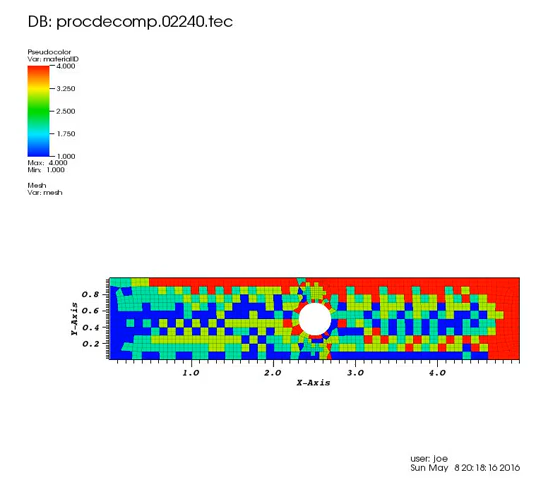 DB: procdecomp.02240.tec
Pseudocolor
Var: materialID
4.000
3.250
2.500
1.750
1.000
Max: 4.000
Min: 1.000
Mesh
Var: mesh
0.8
0.6
0.4
0.2
Y-Axis
1.0 2.0 3.0 4.0
X-Axis
user: joe
Sun May 8 20:18:16 2016